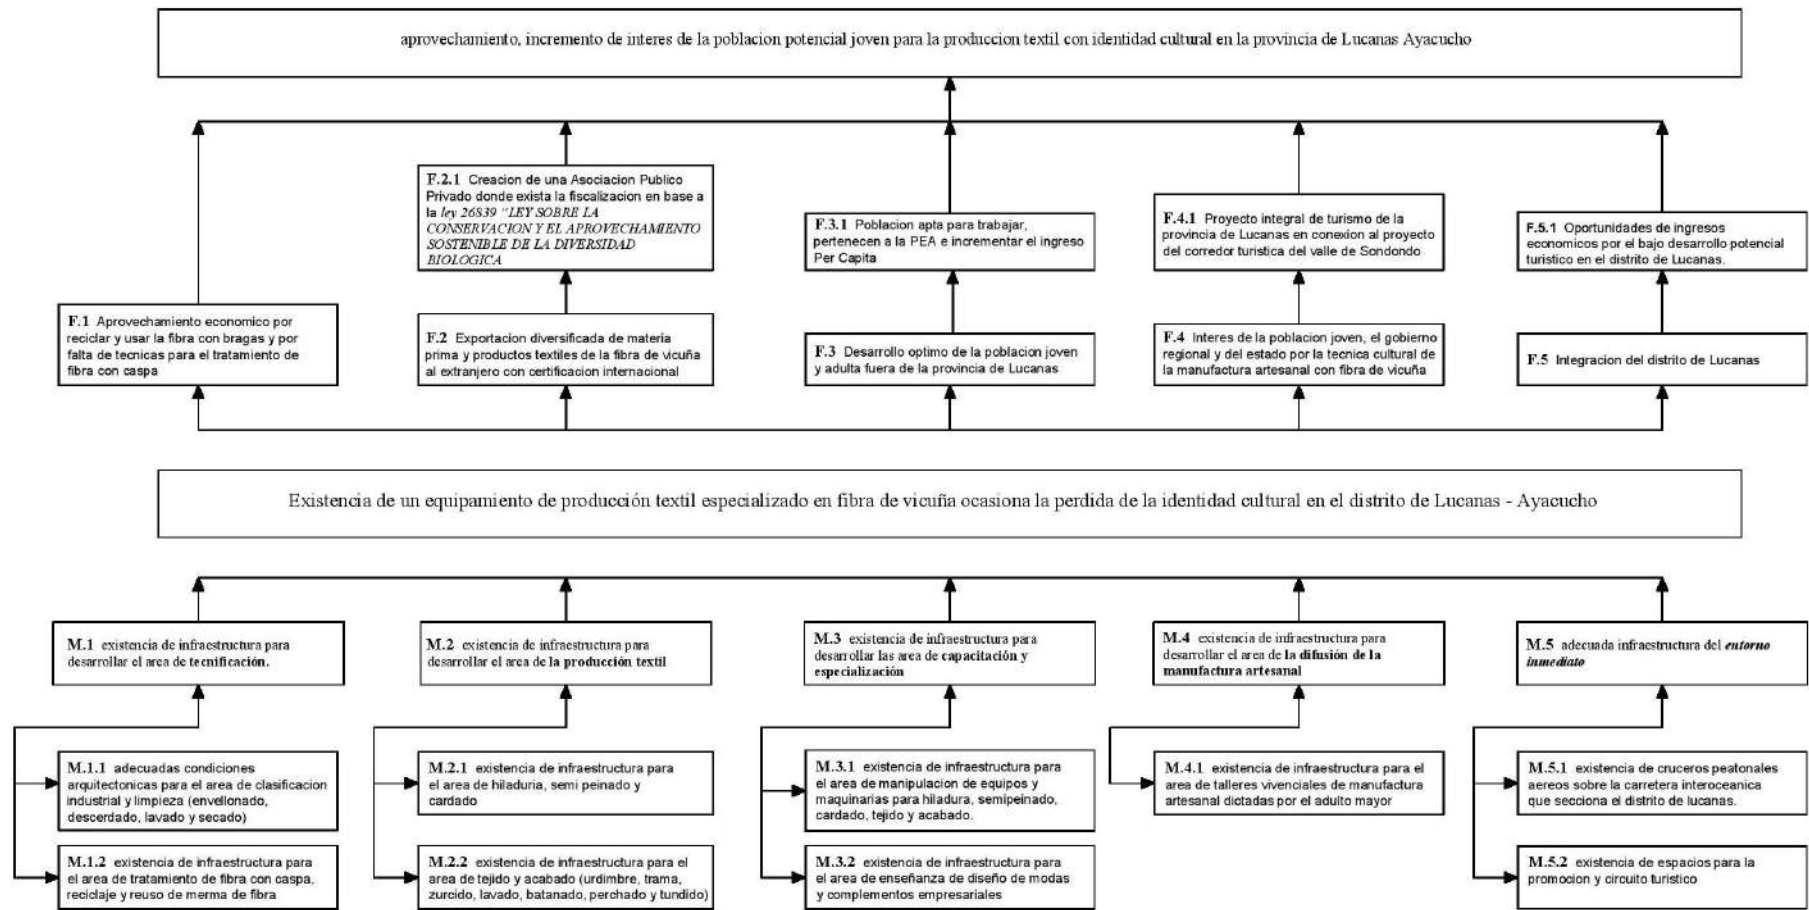 aprovechamiento, incremento de interes de la poblacion potencial joven para la produccion textil con identidad cultural en la provincia de Lucanas Ayacucho
F.2.1 Creacion de una Asociacion Publico
Privado donde exista la fiscalizacion en base a
la ley 26839 "LEY SOBRE LA
CONSERVACION Y EL APROVECHAMIENTO
SOSTENIBLE DE LA DIVERSIDAD
BIOLOGICA
F.3.1 Poblacion apta para trabajar,
pertenecen a la PEA e incrementar el ingreso
Per Capita
F.4.1 Proyecto integral de turismo de la
provincia de Lucanas en conexion al proyecto
del corredor turistica del valle de Sondondo
F.5.1 Oportunidades de ingresos
economicos por el bajo desarrollo potencial
turistico en el distrito de Lucanas.
F.1 Aprovechamiento economico por
reciclar y usar la fibra con bragas y por
falta de tecnicas para el tratamiento de
fibra con caspa
F.2 Exportacion diversificada de materia
prima y productos textiles de la fibra de vicuña
al extranjero con certificacion internacional
F.3 Desarrollo optimo de la poblacion joven
y adulta fuera de la provincia de Lucanas
F.4 Interes de la poblacion joven, el gobierno
regional y del estado por la tecnica cultural de
la manufactura artesanal con fibra de vicuña
F.5 Integracion del distrito de Lucanas
Existencia de un equipamiento de producción textil especializado en fibra de vicuña ocasiona la perdida de la identidad cultural en el distrito de Lucanas - Ayacucho
M.1 existencia de infraestructura para
desarrollar el area de tecnificación.
M.2 existencia de infraestructura para
desarrollar el area de la producción textil
M.3 existencia de infraestructura para
desarrollar las area de capacitación y
especialización
M.4 existencia de infraestructura para
desarrollar el area de la difusión de la
manufactura artesanal
M.5 adecuada infraestructura del entorno
inmediato
M.1.1 adecuadas condiciones
arquitectonicas para el area de clasificacion
industrial y limpieza (envellonado,
descerdado, lavado y secado)
M.2.1 existencia de infraestructura para
el area de hiladuria, semi peinado y
cardado
M.3.1 existencia de infraestructura para
el area de manipulacion de equipos y
maquinarias para hiladura, semipeinado,
cardado, tejido y acabado.
M.4.1 existencia de infraestructura para el
area de talleres vivenciales de manufactura
artesanal dictadas por el adulto mayor
M.5.1 existencia de cruceros peatonales
aereos sobre la carretera interoceanica
que secciona el distrito de lucanas.
M.1.2 existencia de infraestructura para
el area de tratamiento de fibra con caspa,
reciclaje y reuso de merma de fibra
M.2.2 existencia de infraestructura para el
area de tejido y acabado (urdimbre, trama,
zurcido, lavado, batanado, perchado y tundido)
M.3.2 existencia de infraestructura para
el area de enseñanza de diseño de modas
y complementos empresariales
M.5.2 existencia de espacios para la
promocion y circuito turistico